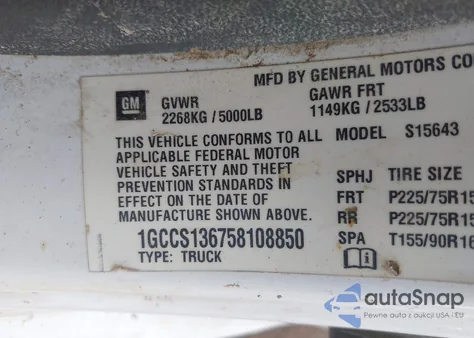 MFD BY GENERAL MOTORS CO
GM
GVWR
GAWR FRT
2268KG / 5000LB
1149KG / 2533LB
THIS VEHICLE CONFORMS TO ALL
MODEL S15643
APPLICABLE FEDERAL MOTOR
VEHICLE SAFETY AND THEFT
PREVENTION STANDARDS IN
EFFECT ON THE DATE OF
MANUFACTURE SHOWN ABOVE.
SPHJ TIRE SIZE
FRT P225/75R15
RR P225/75R15
SPA T155/90R16
1GCCS136758108850
TYPE: TRUCK
autoSnap
Pewne auta z aukcji USA i EU